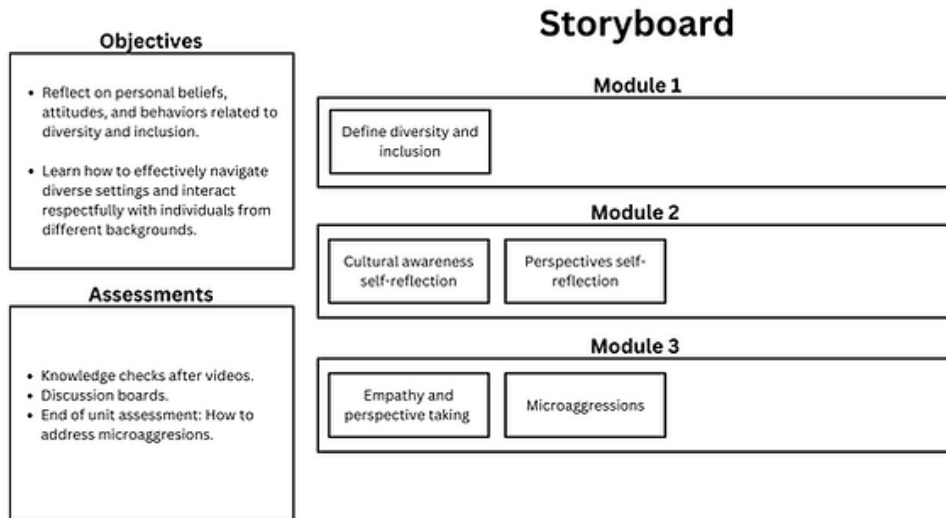 Storyboard
Objectives
• Reflect on personal beliefs,
attitudes, and behaviors related to
diversity and inclusion.
• Learn how to effectively navigate
diverse settings and interact
respectfully with individuals from
different backgrounds.
Assessments
• Knowledge checks after videos.
• Discussion boards.
• End of unit assessment: How to
address microaggresions.
Module 1
Define diversity and
inclusion
Module 2
Cultural awareness
self-reflection
Perspectives self-
reflection
Module 3
Empathy and
perspective taking
Microaggressions